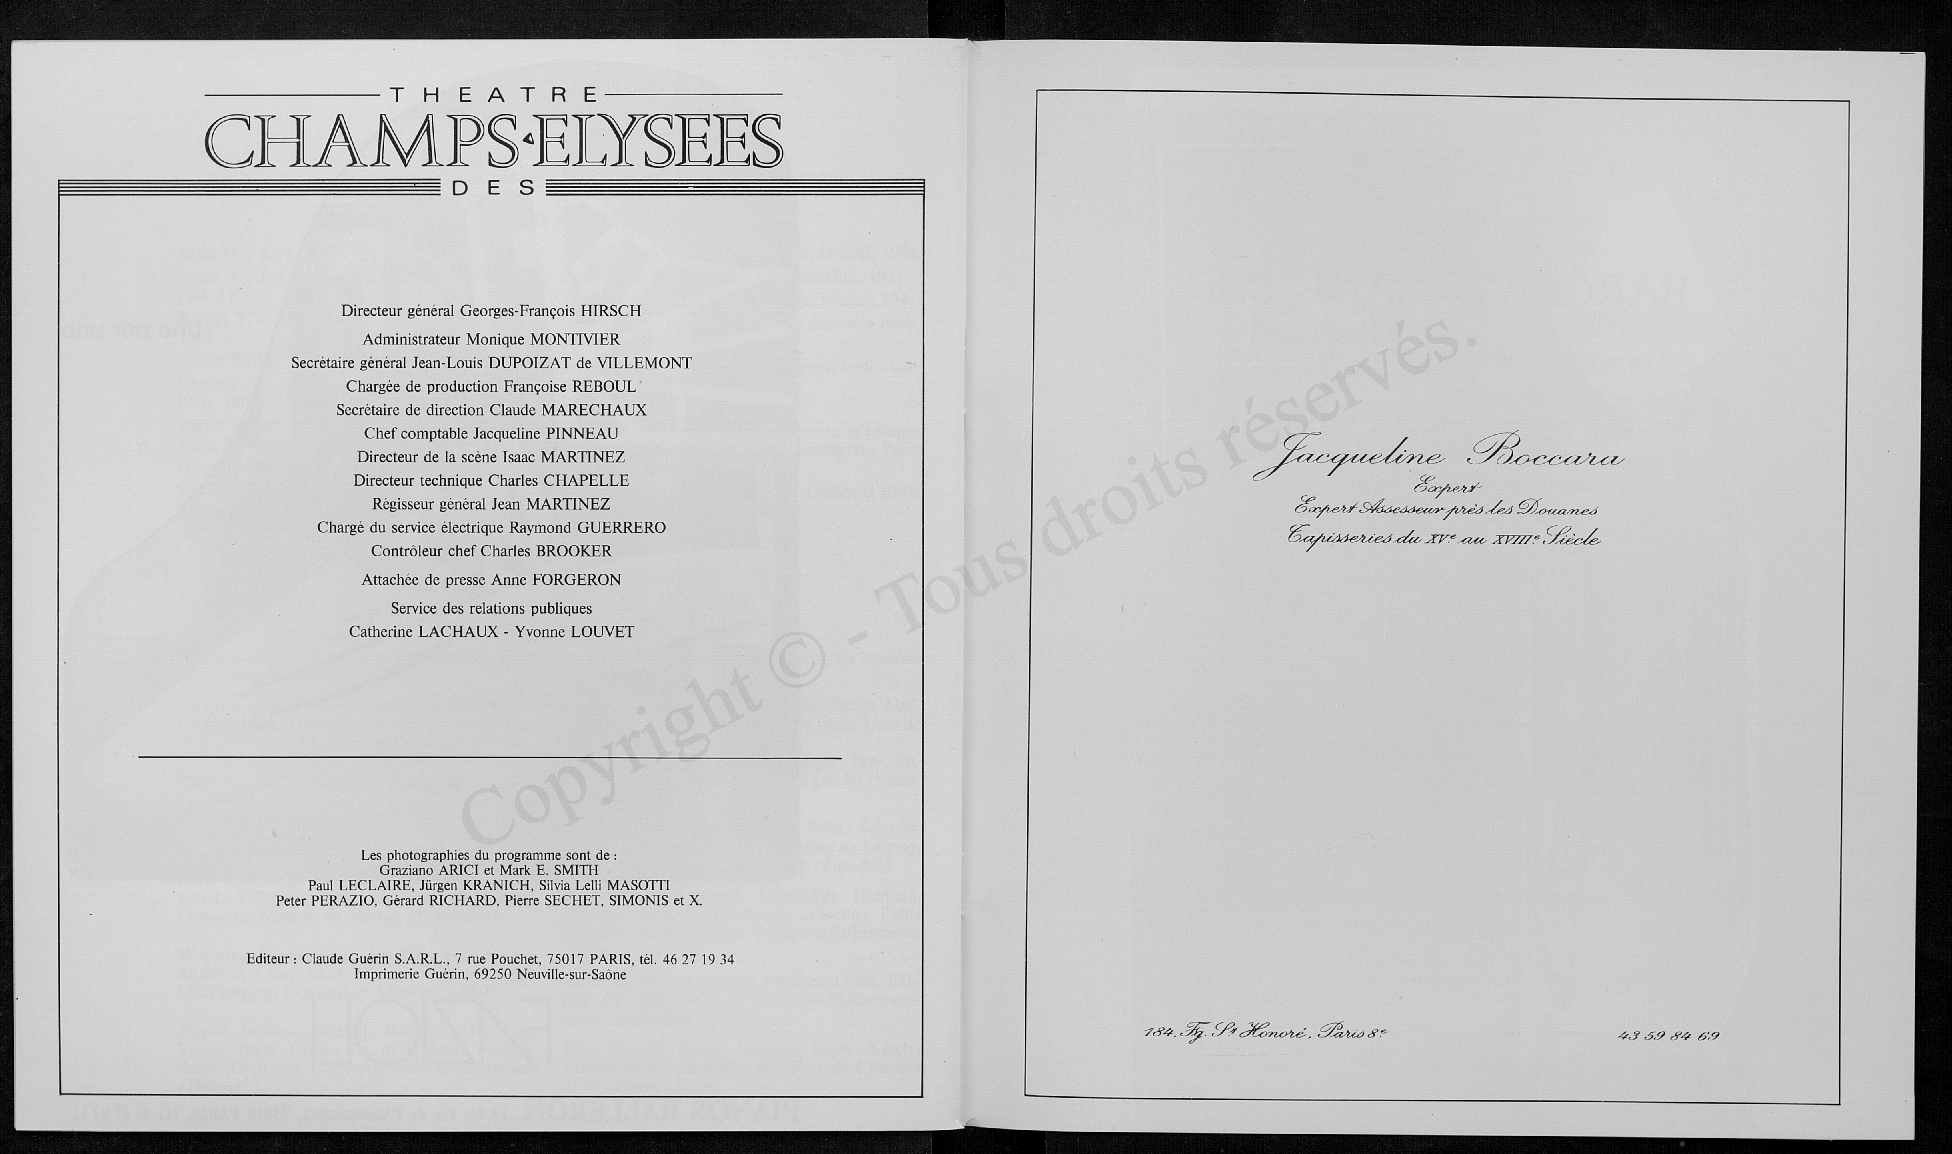 THEATRE
CHAMPS-ELYSEES
DES
Directeur général Georges-François HIRSCH
Administrateur Monique MONTIVIER
Secrétaire général Jean-Louis DUPOIZAT de VILLEMONT
Chargée de production Françoise REBOUL
Secrétaire de direction Claude MARECHAUX
Chef comptable Jacqueline PINNEAU
Directeur de la scène Isaac MARTINEZ
Directeur technique Charles CHAPELLE
Régisseur général Jean MARTINEZ
Chargé du service électrique Raymond GUERRERO
Contrôleur chef Charles BROOKER
Attachée de presse Anne FORGERON
Service des relations publiques
Catherine LACHAUX - Yvonne LOUVET
Les photographies du programme sont de :
Graziano ARICI et Mark E. SMITH
Paul LECLAIRE, Jürgen KRANICH, Silvia Lelli MASOTTI
Peter PERAZIO, Gérard RICHARD, Pierre SECHET, SIMONIS et X.
Editeur : Claude Guérin S.A.R.L., 7 rue Pouchet, 75017 PARIS, tél. 46 27 19 34
Imprimerie Guérin, 69250 Neuville-sur-Saône
Jacqueline Boccara
Expert
Expert Assesseur près les Douanes
Tapisseries du XVe au XVIIIe Siècle
184, Fg. St Honoré, Paris 8e
43 59 84 69
Copyright © - Tous droits réservés.